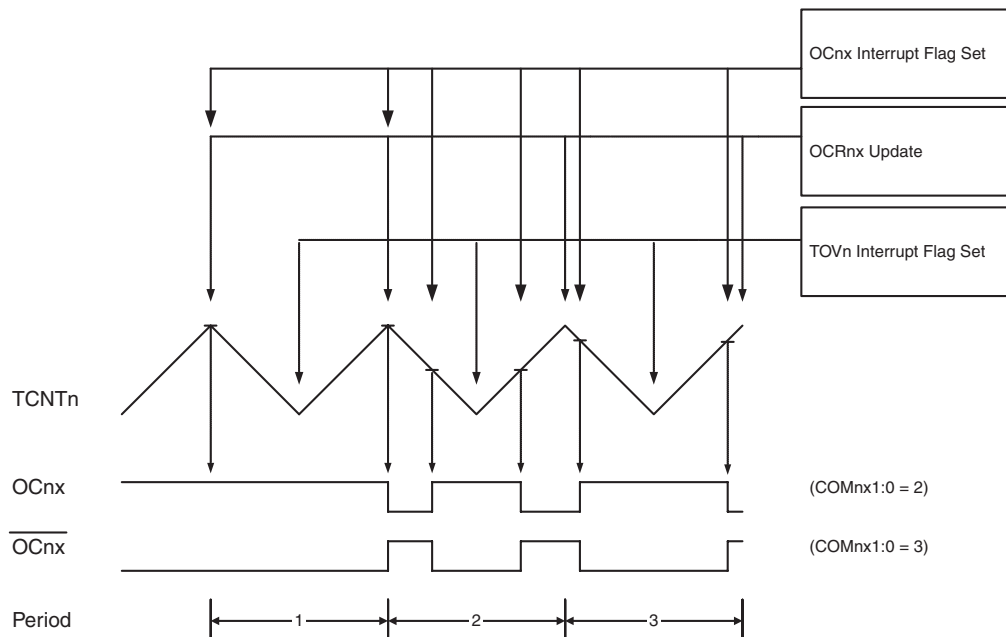 OCnx Interrupt Flag Set
OCRnx Update
TOVn Interrupt Flag Set
TCNTn
OCnx (COMnx1:0 = 2)
OCnx (COMnx1:0 = 3)
Period 1 2 3